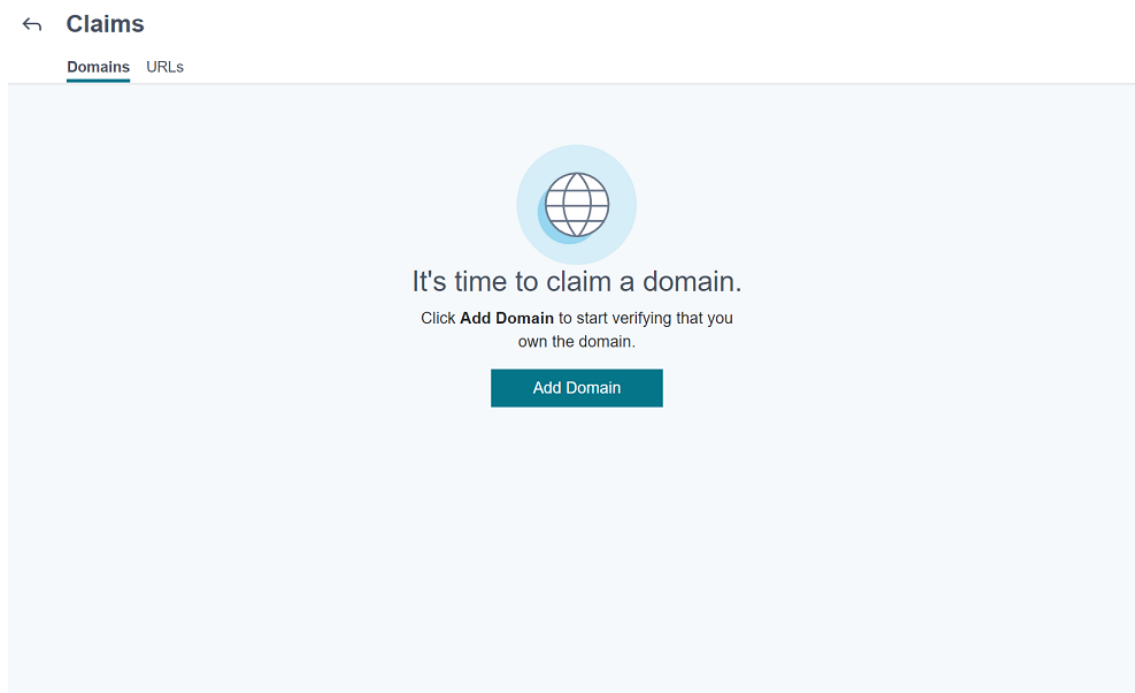 Claims
Domains URLs
It's time to claim a domain.
Click Add Domain to start verifying that you
own the domain.
Add Domain